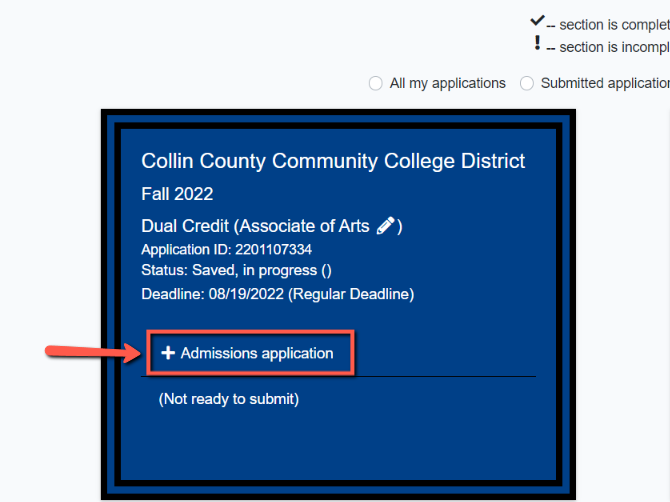 -- section is complet
-- section is incompl
All my applications Submitted application
Collin County Community College District
Fall 2022
Dual Credit (Associate of Arts )
Application ID: 2201107334
Status: Saved, in progress ()
Deadline: 08/19/2022 (Regular Deadline)
Admissions application
(Not ready to submit)